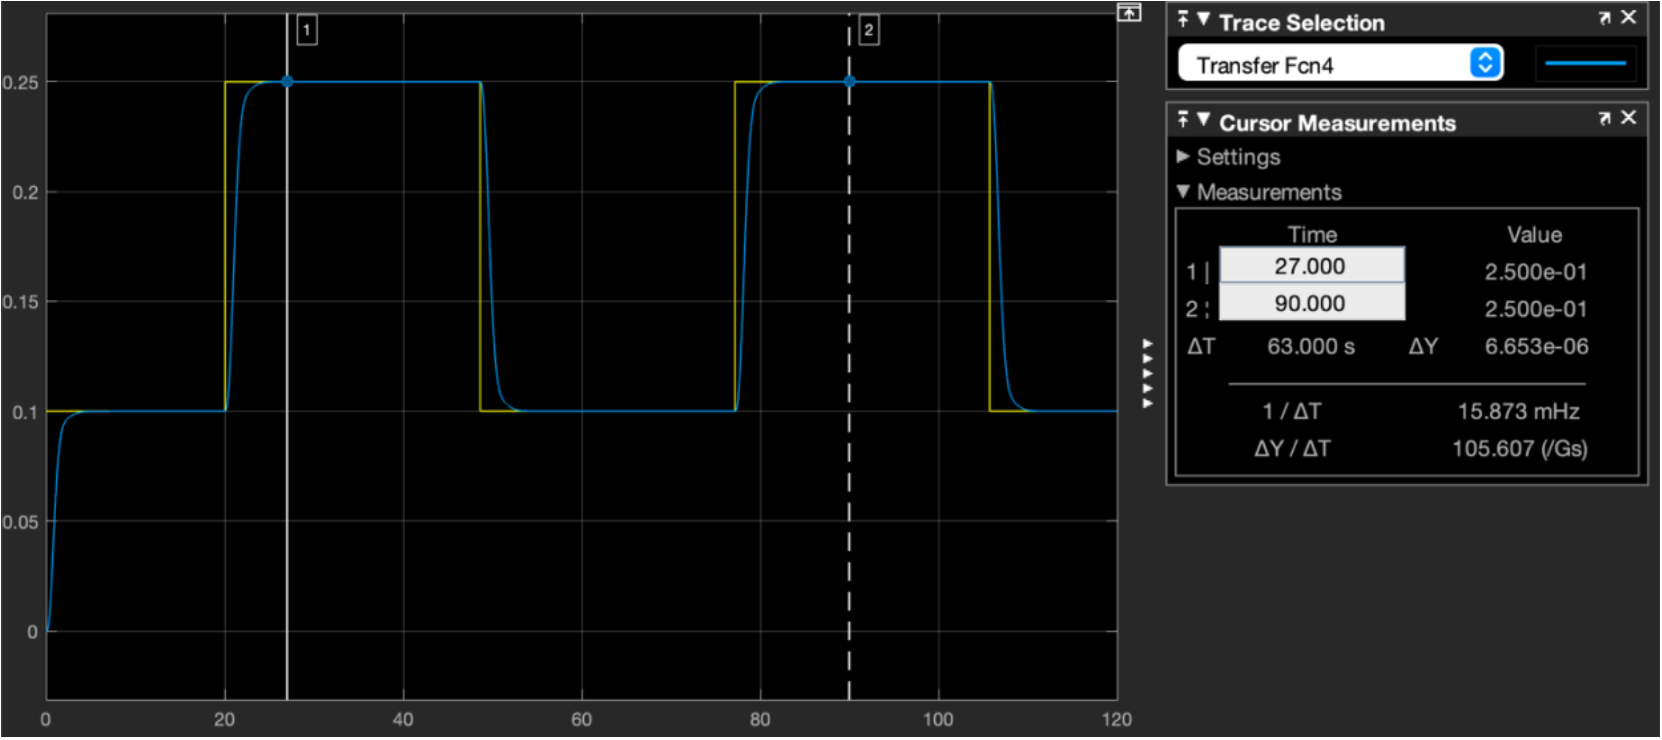 1
2
0.25
0.2
0.15
0.1
0.05
0
0 20 40 60 80 100 120
Trace Selection
Transfer Fcn4
Cursor Measurements
Settings
Measurements
Time Value
1 | 27.000 2.500e-01
2 ¦ 90.000 2.500e-01
ΔT 63.000 s ΔY 6.653e-06
1 / ΔT 15.873 mHz
ΔY / ΔT 105.607 (/Gs)